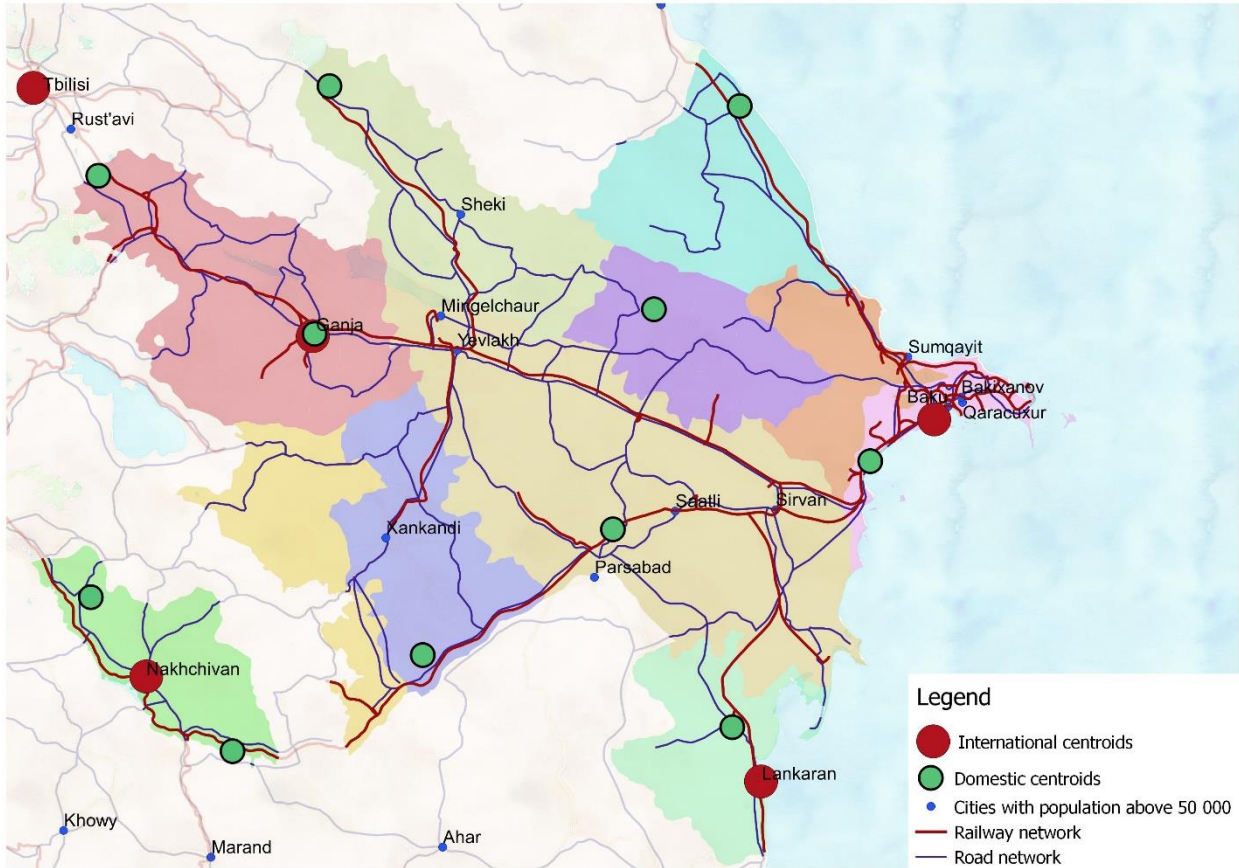 Tbilisi
Rust'avi
Sheki
Mingelchaur
Ganja
Yevlakh
Sumqayit
Bakixanov
Baku
Qaracuxur
Saatli
Sirvan
Xankandi
Parsabad
Nakhchivan
Lankaran
Khowy
Marand
Ahar
Legend
International centroids
Domestic centroids
Cities with population above 50 000
Railway network
Road network